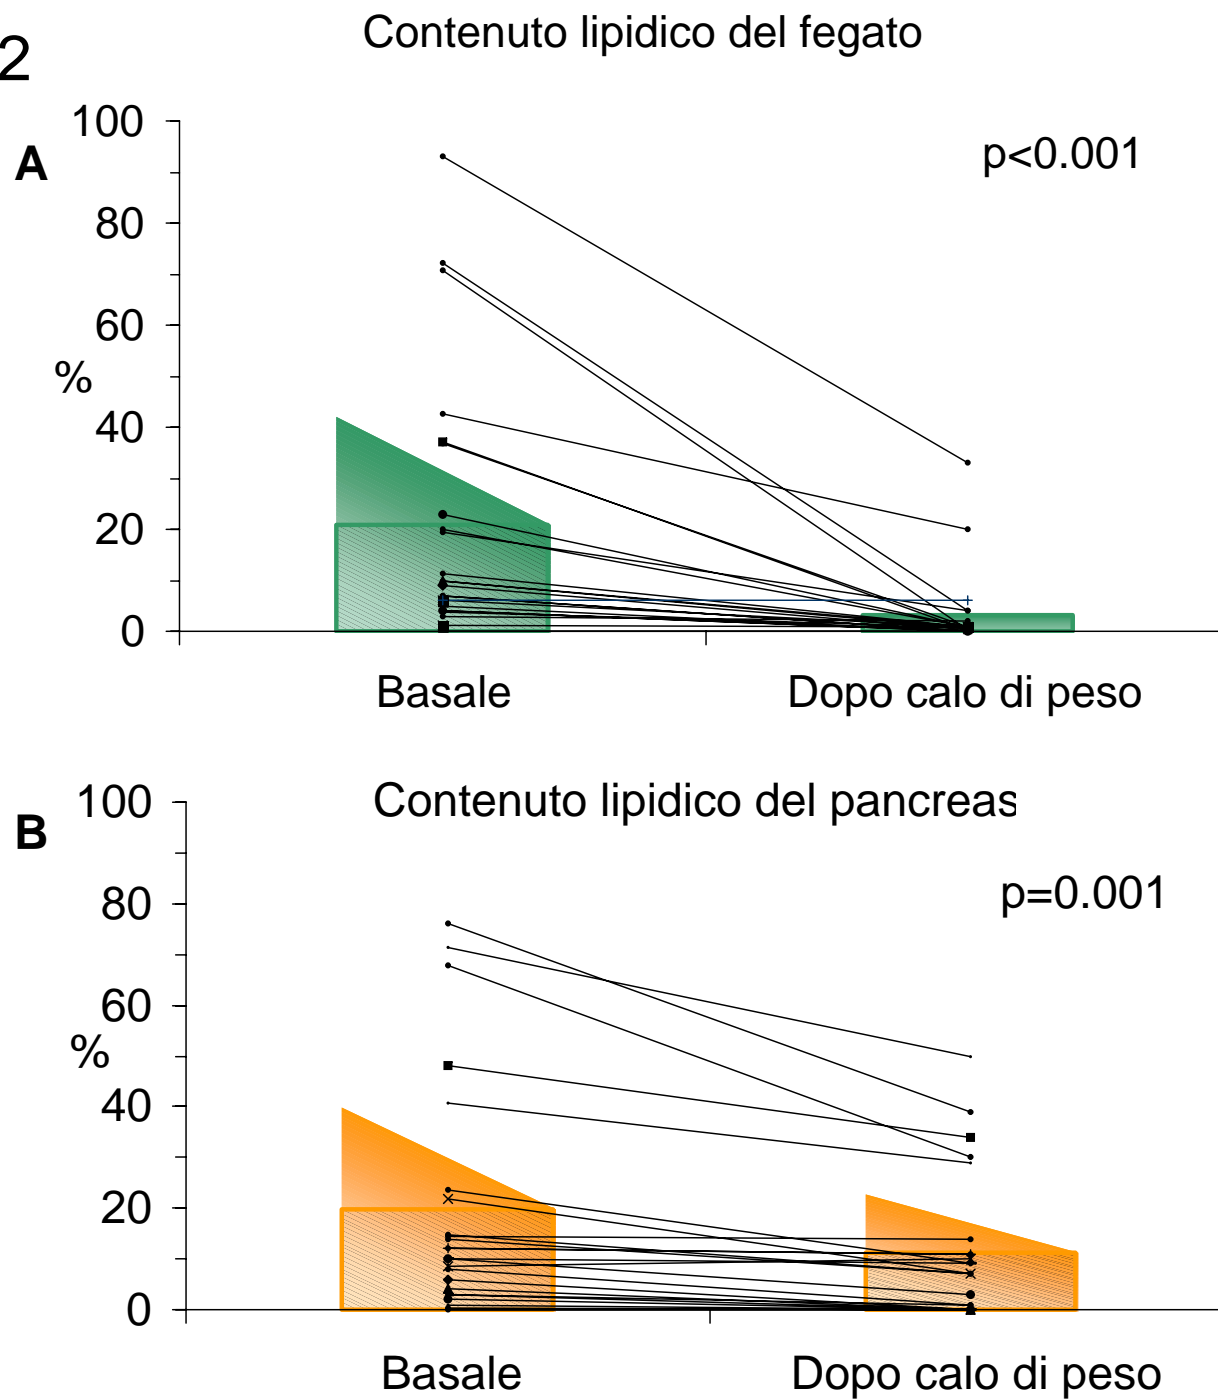 Contenuto lipidico del fegato
2
A
p<0.001
100
80
60
%
40
20
0
Basale Dopo calo di peso
Contenuto lipidico del pancreas
B
p=0.001
100
80
60
%
40
20
0
Basale Dopo calo di peso